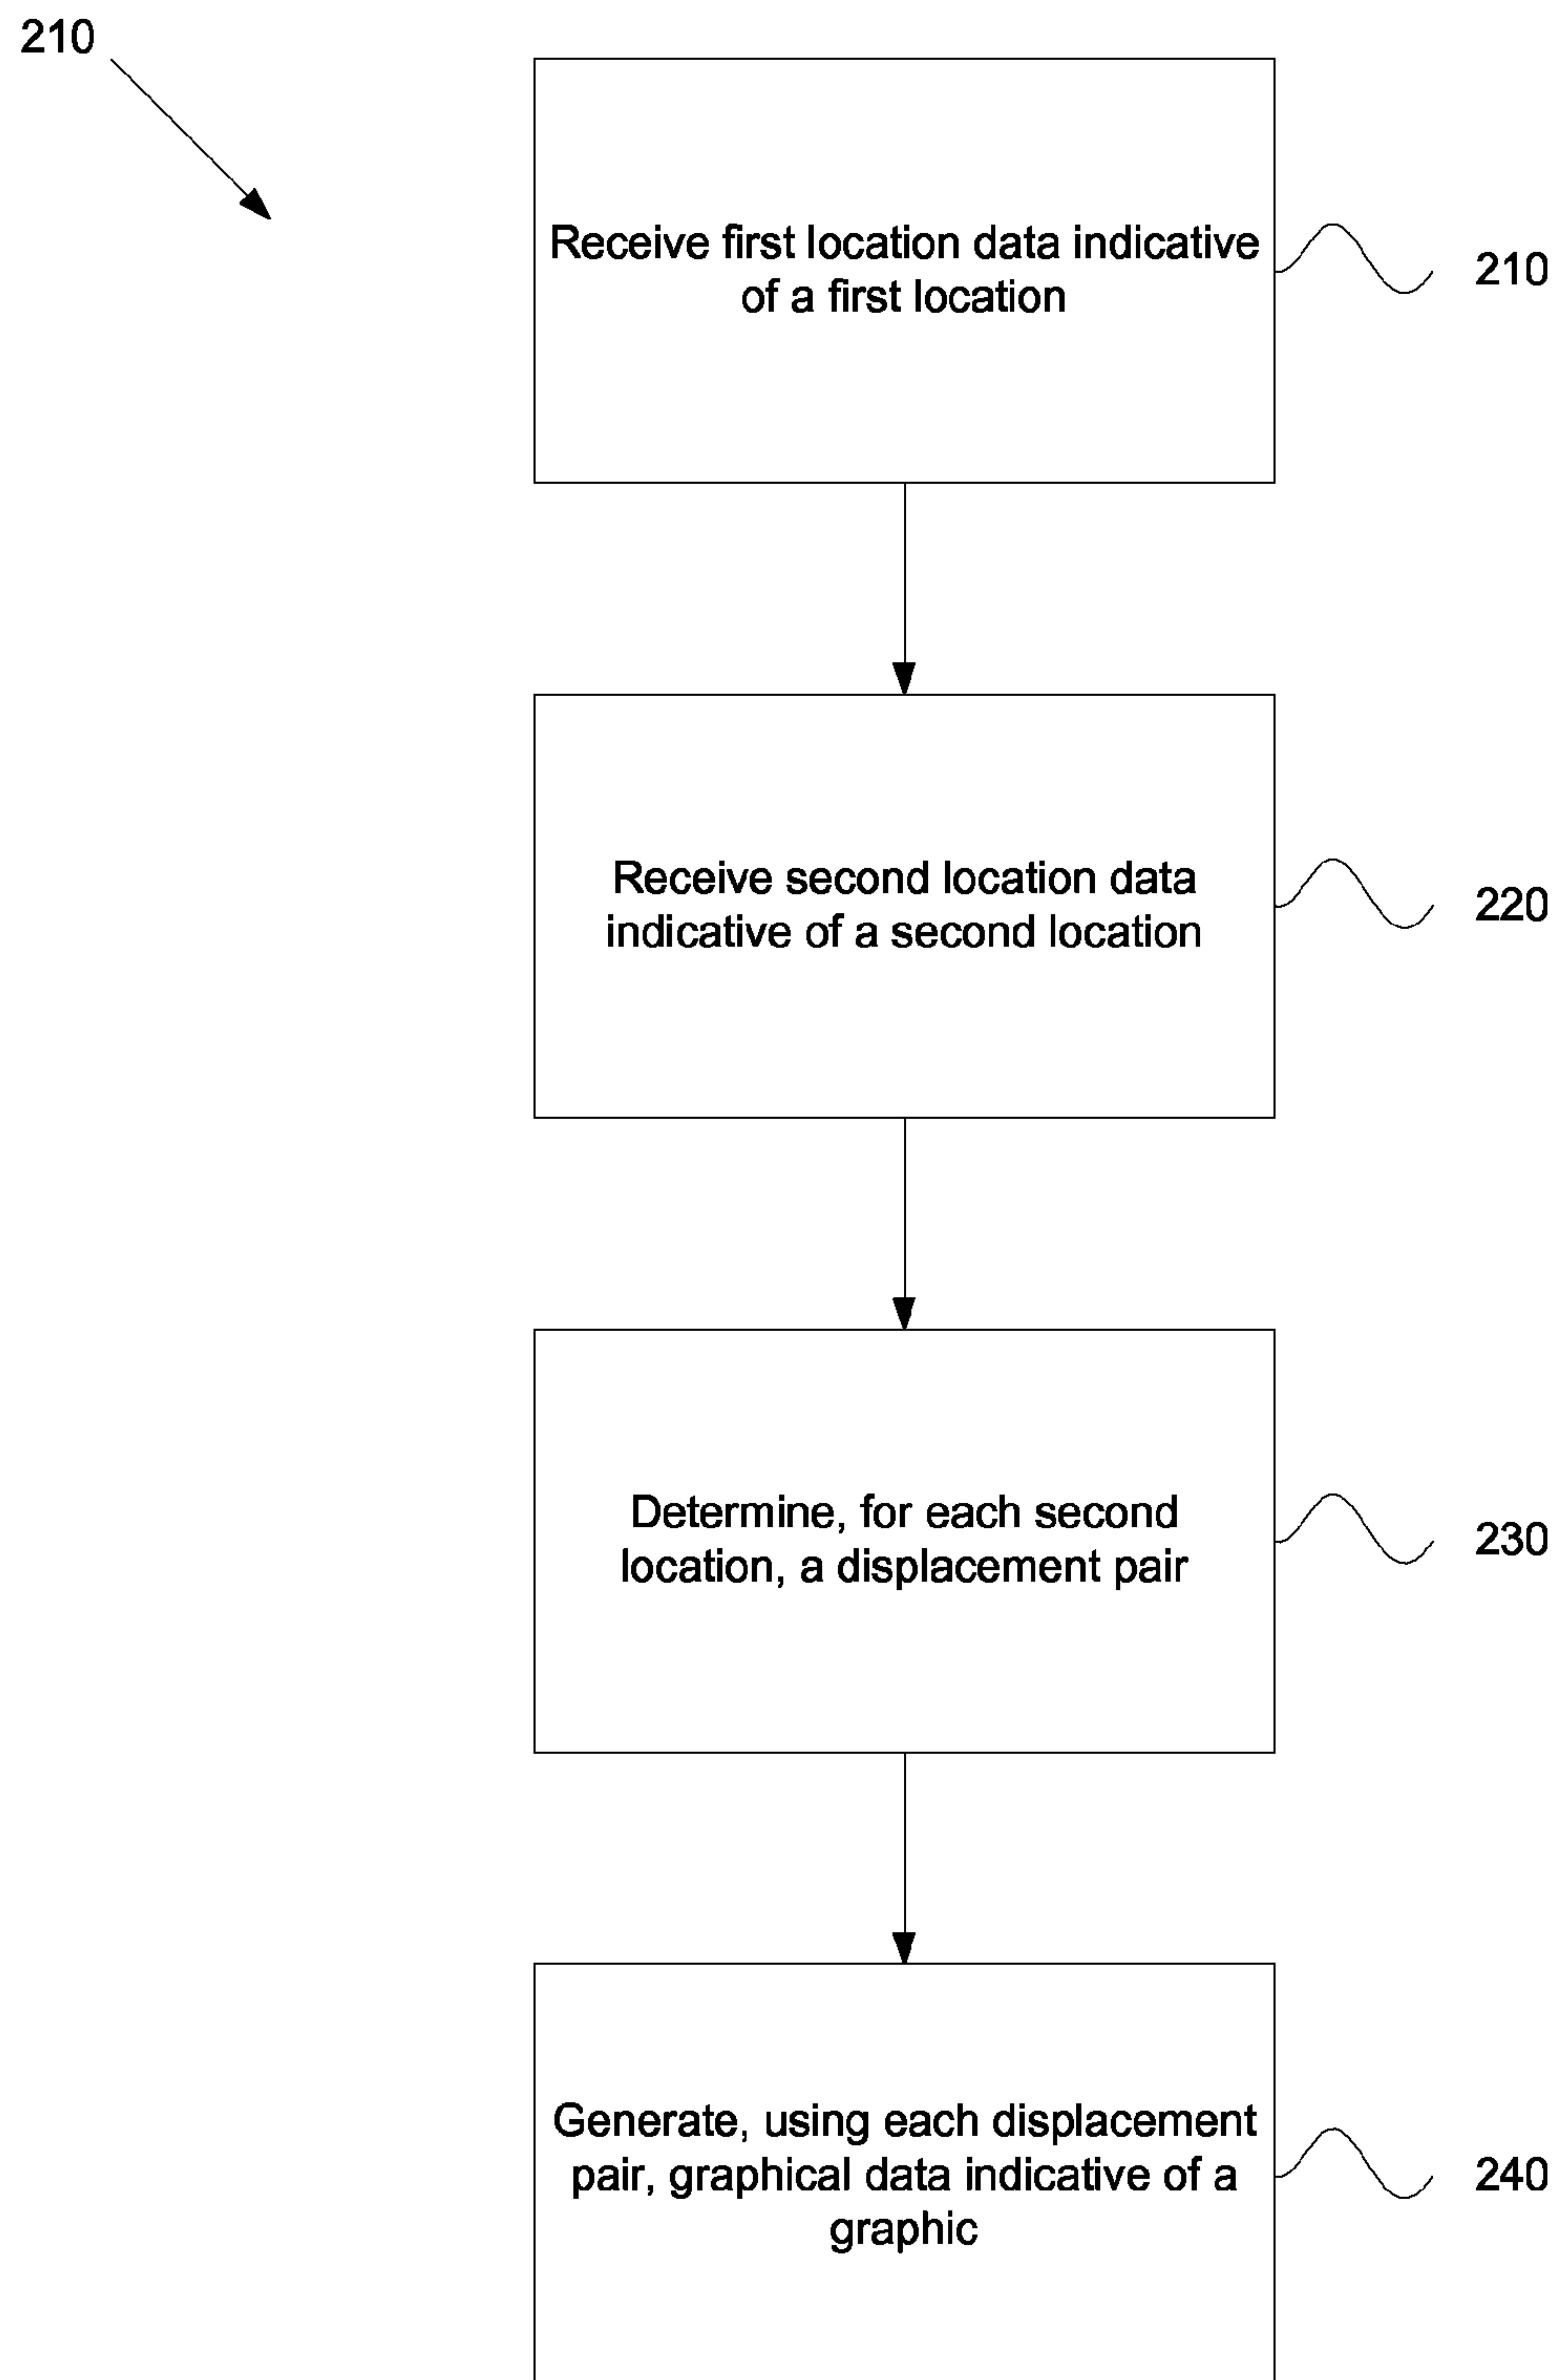 210
Receive first location data indicative
of a first location
210
Receive second location data
indicative of a second location
220
Determine, for each second
location, a displacement pair
230
Generate, using each displacement
pair, graphical data indicative of a
graphic
240